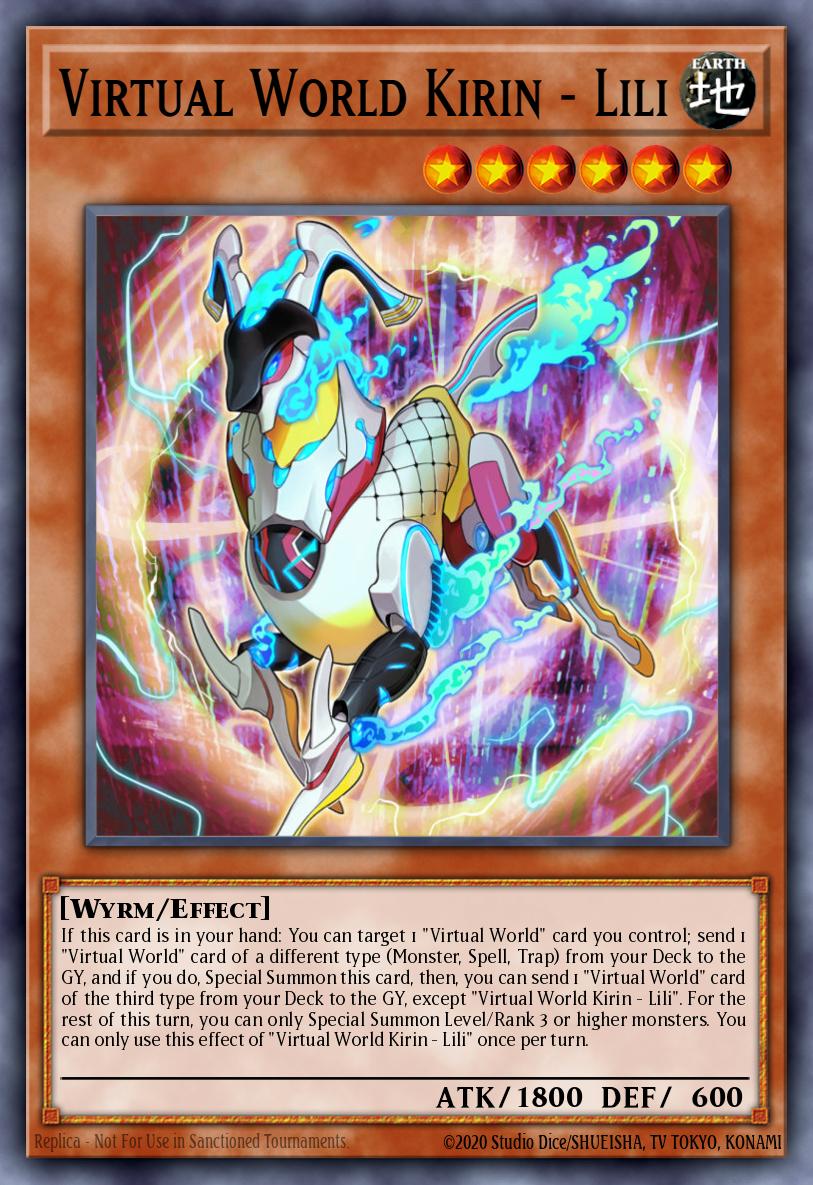 Virtual World Kirin - Lili
EARTH
地
[Wyrm/Effect]
If this card is in your hand: You can target 1 "Virtual World" card you control; send 1
"Virtual World" card of a different type (Monster, Spell, Trap) from your Deck to the
GY, and if you do, Special Summon this card, then, you can send 1 "Virtual World" card
of the third type from your Deck to the GY, except "Virtual World Kirin - Lili". For the
rest of this turn, you can only Special Summon Level/Rank 3 or higher monsters. You
can only use this effect of "Virtual World Kirin - Lili" once per turn.
ATK/1800 DEF/ 600
Replica - Not For Use in Sanctioned Tournaments.
©2020 Studio Dice/SHUEISHA, TV TOKYO, KONAMI